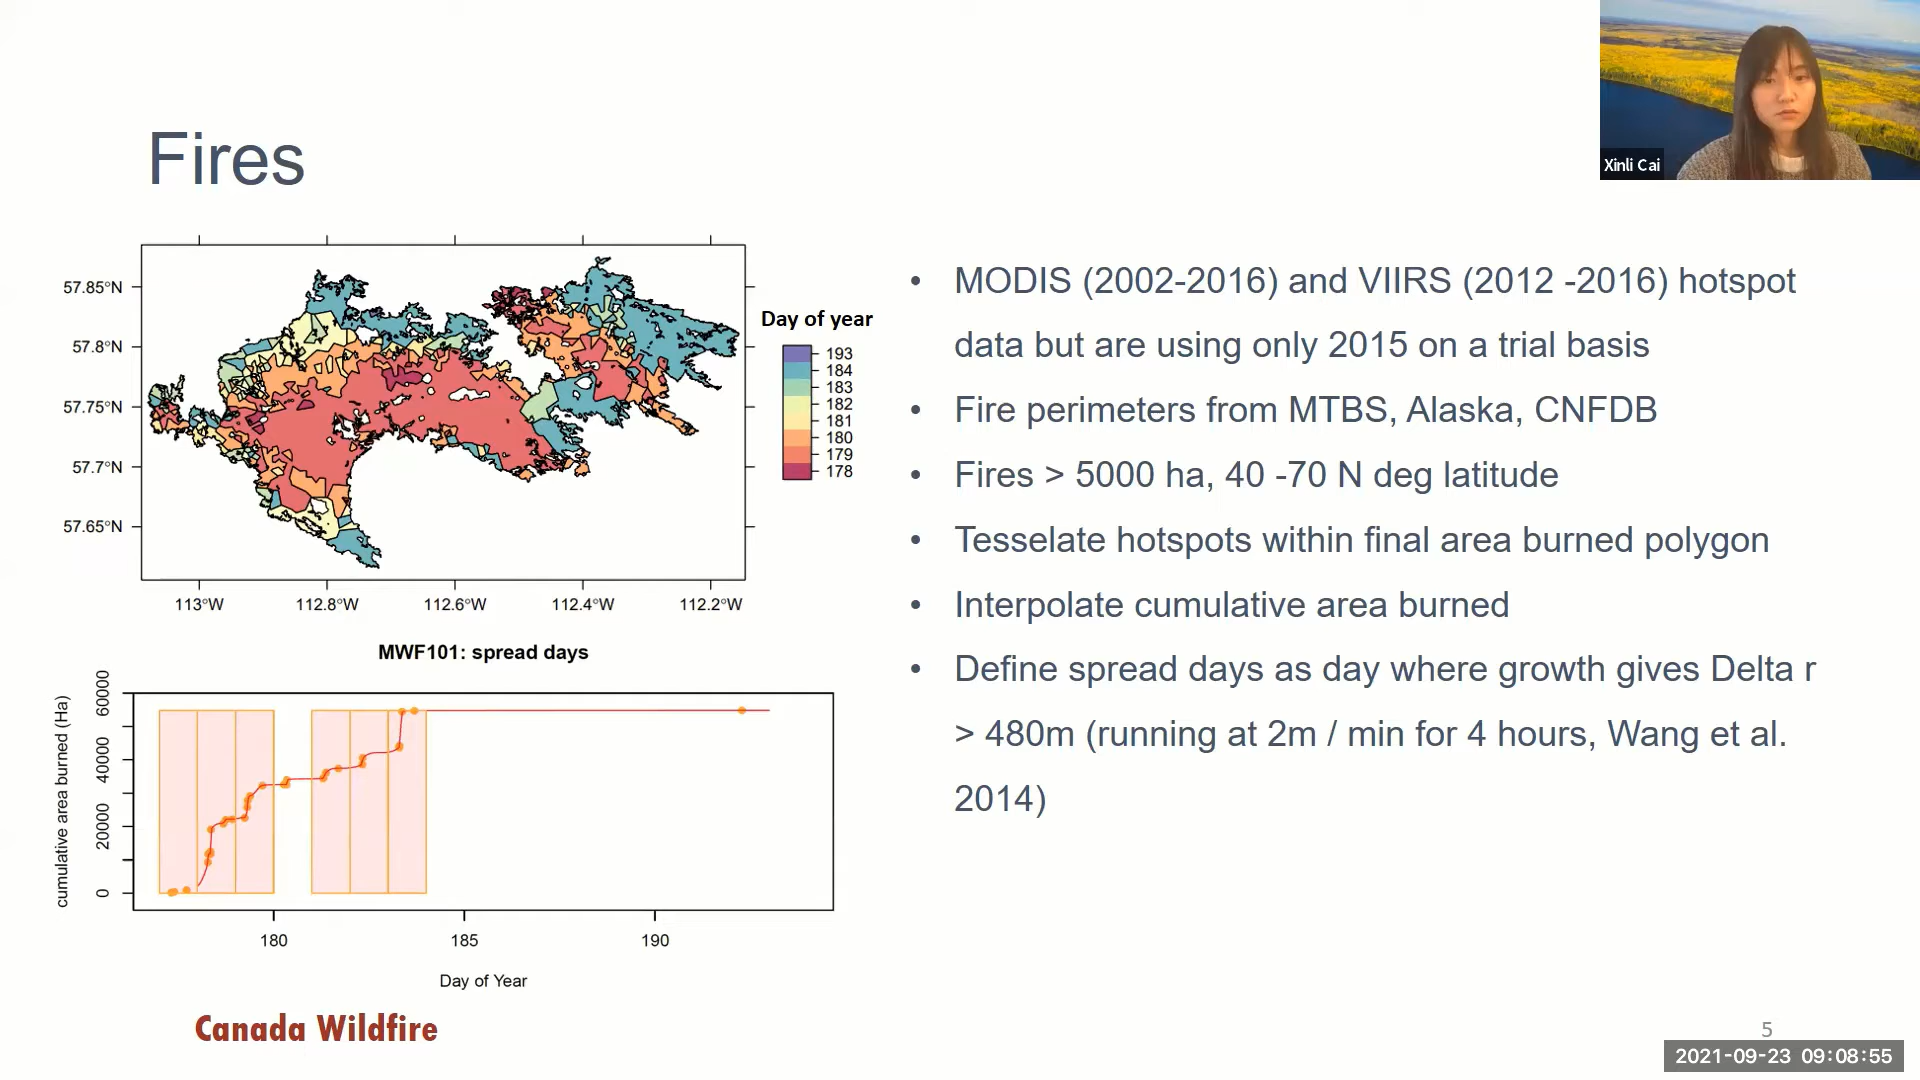 Xinli Cai
Fires
57.85°N
57.8°N
57.75°N
57.7°N
57.65°N
113°W 112.8°W 112.6°W 112.4°W 112.2°W
Day of year
193
184
183
182
181
180
179
178
MWF101: spread days
cumulative area burned (Ha)
0 20000 40000 60000
180 185 190
Day of Year
• MODIS (2002-2016) and VIIRS (2012 -2016) hotspot
data but are using only 2015 on a trial basis
• Fire perimeters from MTBS, Alaska, CNFDB
• Fires > 5000 ha, 40 -70 N deg latitude
• Tesselate hotspots within final area burned polygon
• Interpolate cumulative area burned
• Define spread days as day where growth gives Delta r
> 480m (running at 2m / min for 4 hours, Wang et al.
2014)
Canada Wildfire
5
2021-09-23 09:08:55